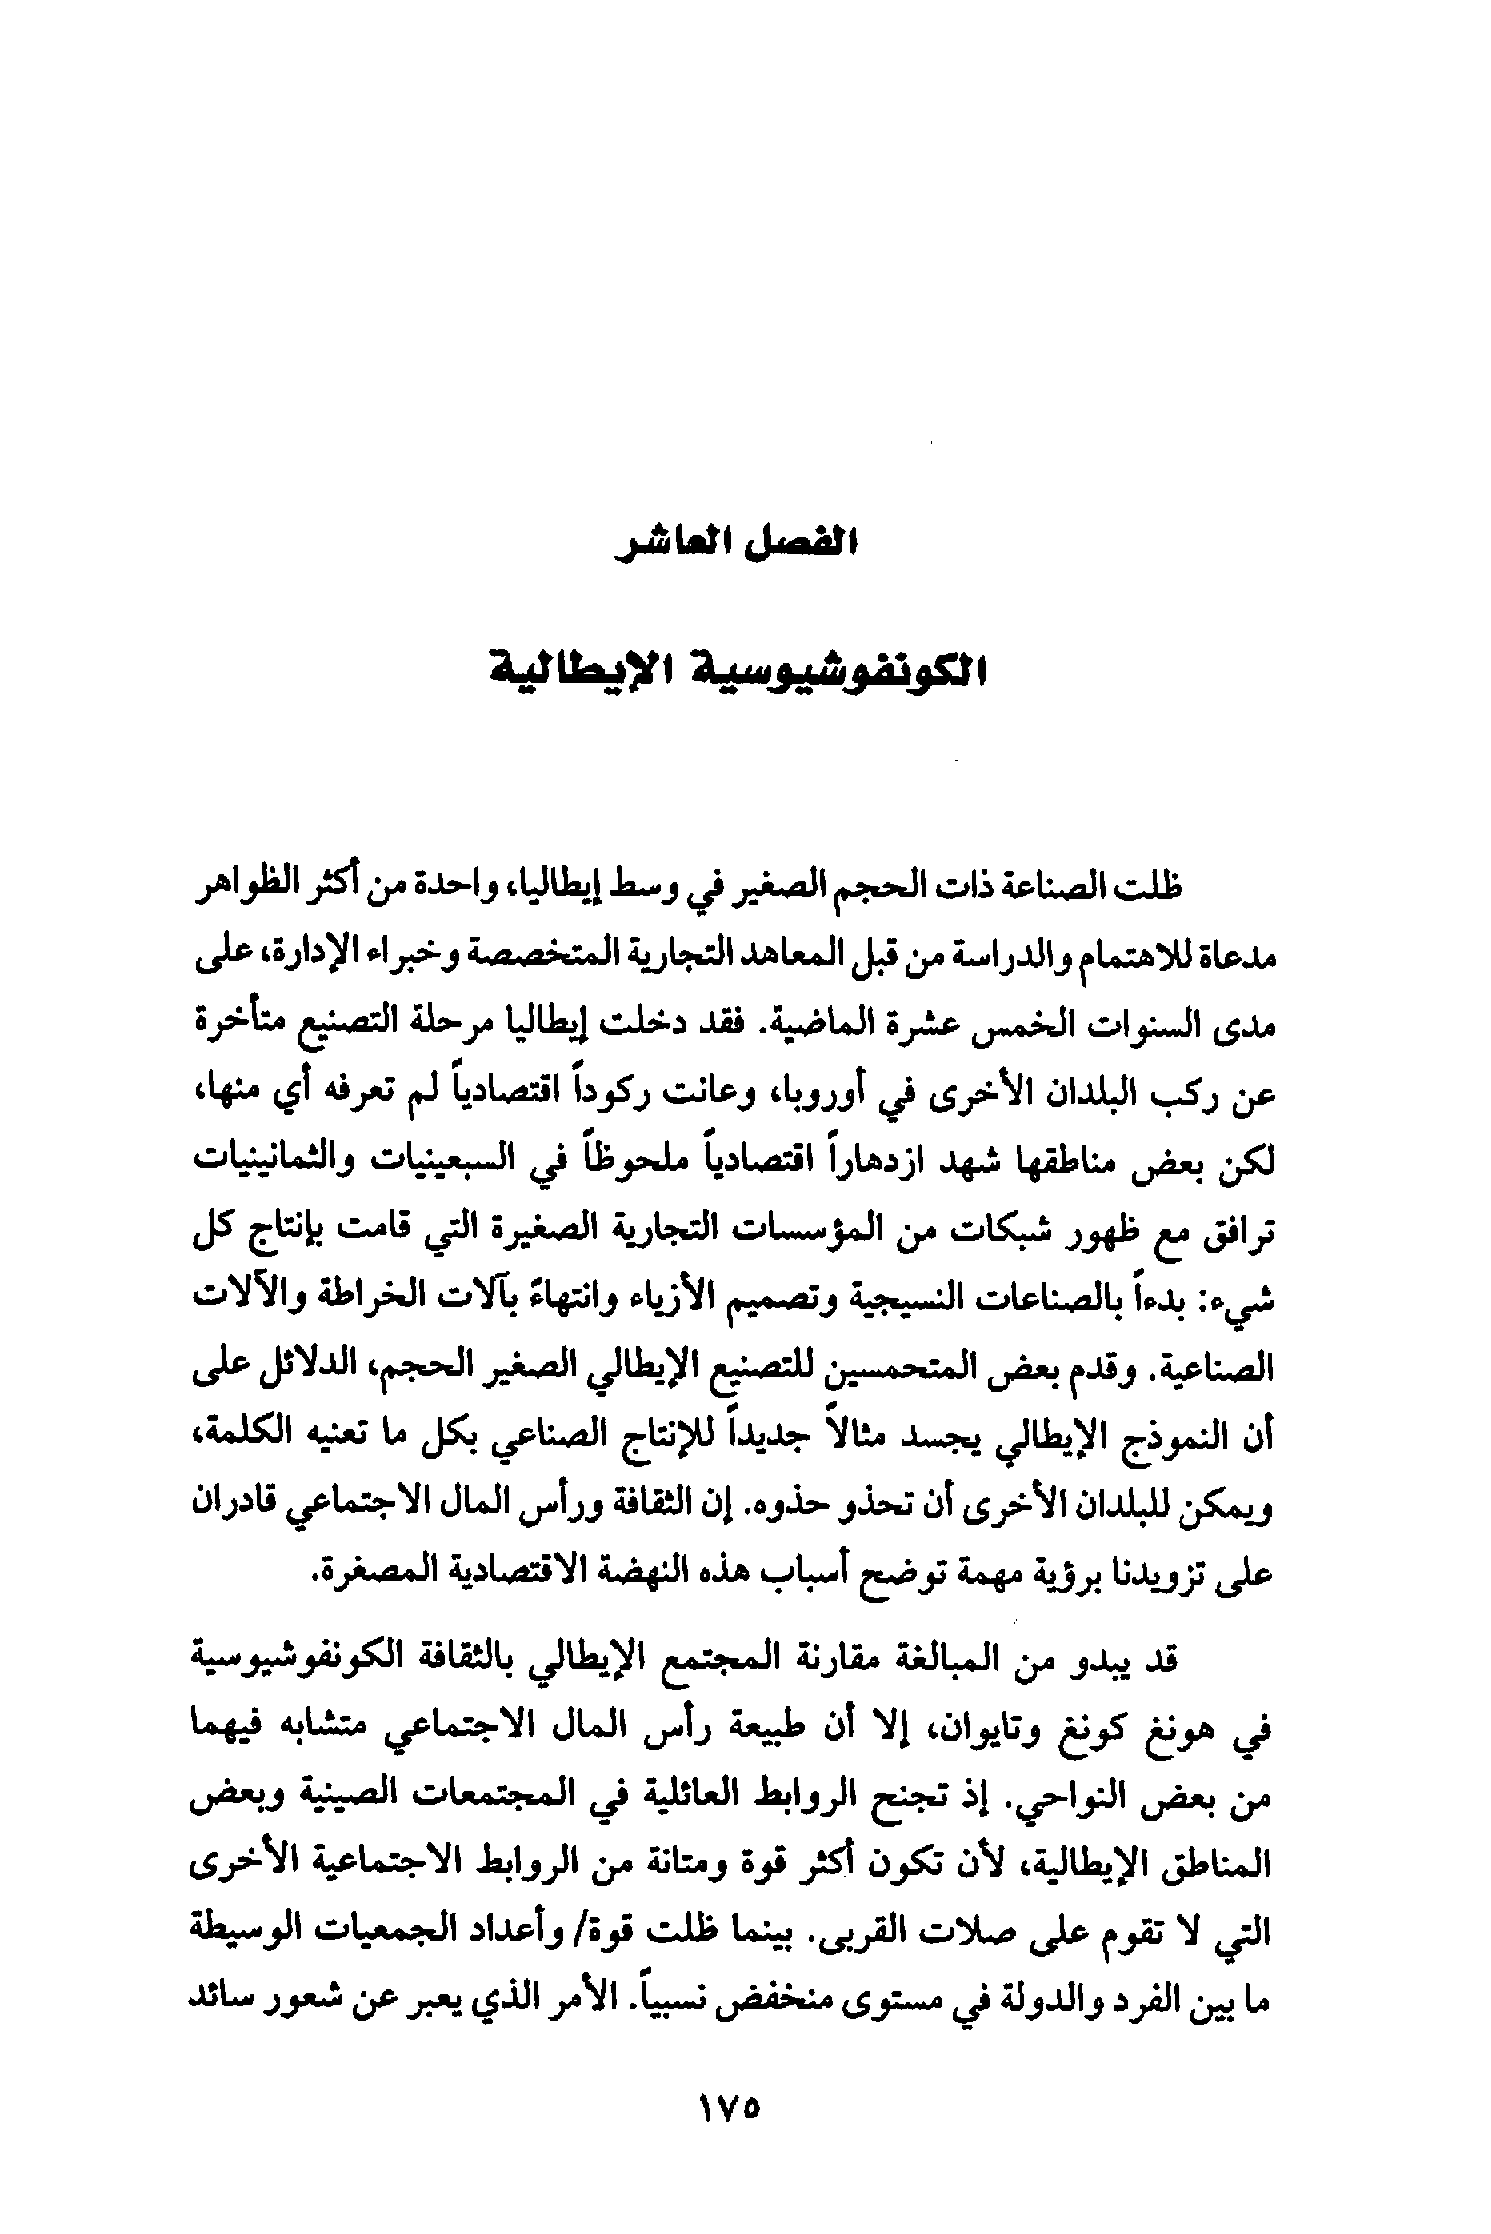 الفصل العاشر
الكونفوشيوسية الإيطالية
ظلت الصناعة ذات الحجم الصغير في وسط إيطاليا، واحدة من أكثر الظواهر
مدعاة للاهتمام والدراسة من قبل المعاهد التجارية المتخصصة وخبراء الإدارة، على
مدى السنوات الخمس عشرة الماضية. فقد دخلت إيطاليا مرحلة التصنيع متأخرة
عن ركب البلدان الأخرى في أوروبا، وعانت ركوداً اقتصادياً لم تعرفه أي منها،
لكن بعض مناطقها شهد ازدهاراً اقتصادياً ملحوظاً في السبعينيات والثمانينيات
ترافق مع ظهور شبكات من المؤسسات التجارية الصغيرة التي قامت بإنتاج كل
شيء: بدءاً بالصناعات النسيجية وتصميم الأزياء وانتهاءً بآلات الخراطة والآلات
الصناعية. وقدم بعض المتحمسين للتصنيع الإيطالي الصغير الحجم، الدلائل على
أن النموذج الإيطالي يجسد مثالاً جديداً للإنتاج الصناعي بكل ما تعنيه الكلمة،
ويمكن للبلدان الأخرى أن تحذو حذوه. إن الثقافة ورأس المال الاجتماعي قادران
على تزويدنا برؤية مهمة توضح أسباب هذه النهضة الاقتصادية المصغرة.
قد يبدو من المبالغة مقارنة المجتمع الإيطالي بالثقافة الكونفوشيوسية
في هونغ كونغ وتايوان، إلا أن طبيعة رأس المال الاجتماعي متشابه فيهما
من بعض النواحي. إذ تجنح الروابط العائلية في المجتمعات الصينية وبعض
المناطق الإيطالية، لأن تكون أكثر قوة ومتانة من الروابط الاجتماعية الأخرى
التي لا تقوم على صلات القربى. بينما ظلت قوة/ وأعداد الجمعيات الوسيطة
ما بين الفرد والدولة في مستوى منخفض نسبياً. الأمر الذي يعبر عن شعور سائد
١٧٥